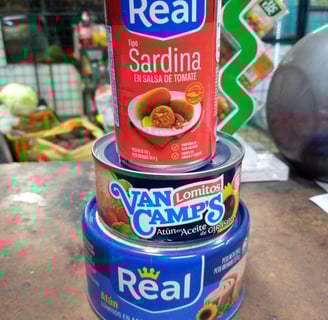 Real
Tipo
Sardina
EN SALSA DE TOMATE
Lomitos
VAN
CAMP'S
Atún en Aceite
de Girasol
Real
Atún